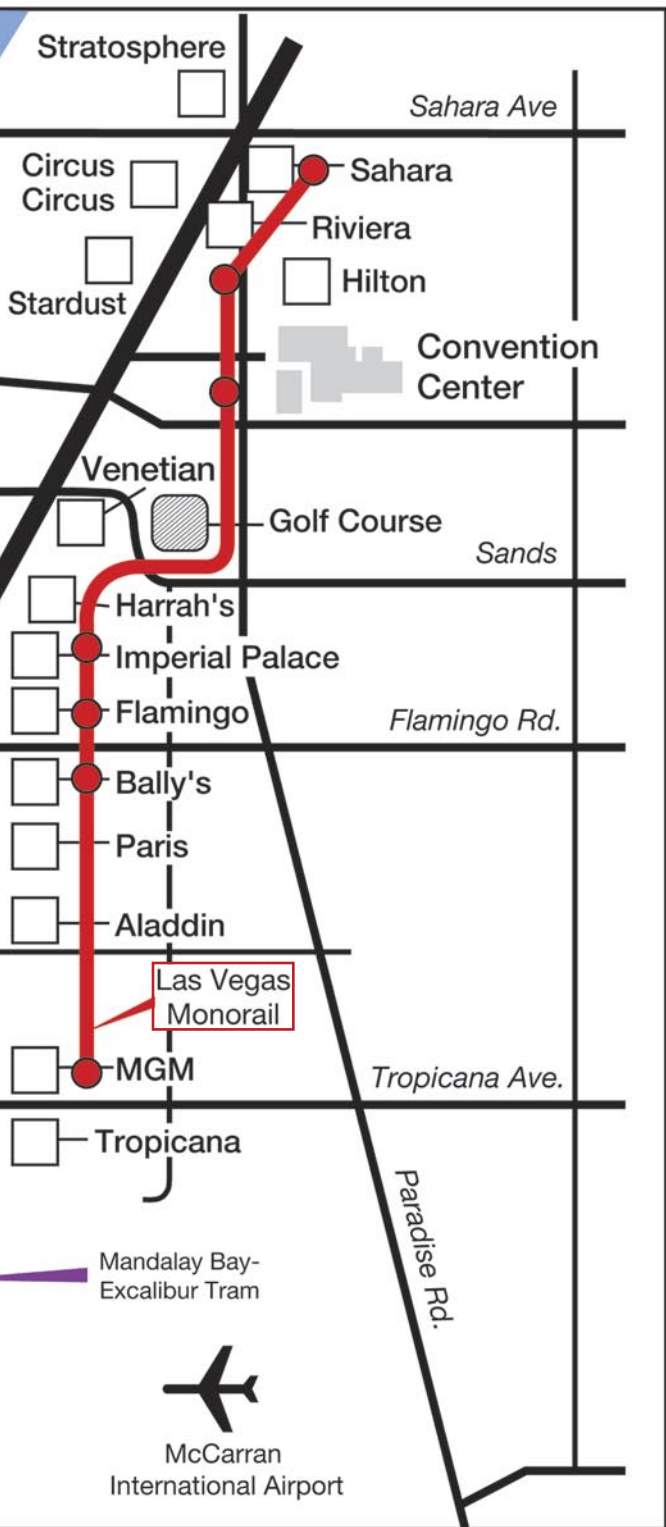 Stratosphere
Sahara Ave
Circus
Circus
Sahara
Riviera
Hilton
Stardust
Convention
Center
Venetian
Golf Course
Sands
Harrah's
Imperial Palace
Flamingo
Flamingo Rd.
Bally's
Paris
Aladdin
Las Vegas
Monorail
MGM
Tropicana Ave.
Tropicana
Paradise Rd.
Mandalay Bay-
Excalibur Tram
McCarran
International Airport